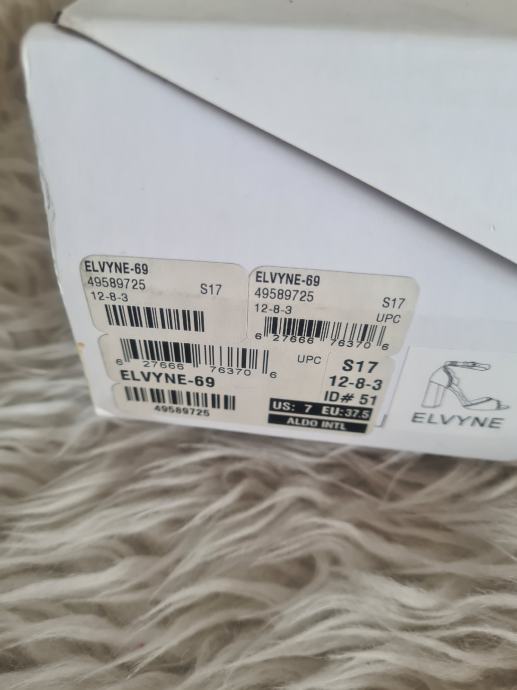 ELVYNE-69
49589725 S17
12-8-3
ELVYNE-69
49589725
S17
12-8-3
UPC
6 27666 76370 6
6 27666 76370 6
UPC
S17
ELVYNE-69
12-8-3
ID# 51
49589725
US: 7 EU: 37.5
ALDO INTL
ELVYNE